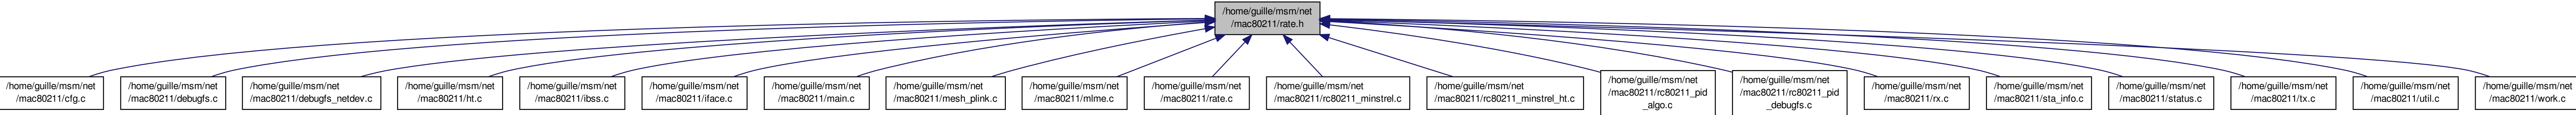 /home/guille/msm/net
/mac80211/rate.h
/home/guille/msm/net
/mac80211/cfg.c
/home/guille/msm/net
/mac80211/debugfs.c
/home/guille/msm/net
/mac80211/debugfs_netdev.c
/home/guille/msm/net
/mac80211/ht.c
/home/guille/msm/net
/mac80211/ibss.c
/home/guille/msm/net
/mac80211/iface.c
/home/guille/msm/net
/mac80211/main.c
/home/guille/msm/net
/mac80211/mesh_plink.c
/home/guille/msm/net
/mac80211/mlme.c
/home/guille/msm/net
/mac80211/rate.c
/home/guille/msm/net
/mac80211/rc80211_minstrel.c
/home/guille/msm/net
/mac80211/rc80211_minstrel_ht.c
/home/guille/msm/net
/mac80211/rc80211_pid
_algo.c
/home/guille/msm/net
/mac80211/rc80211_pid
_debugfs.c
/home/guille/msm/net
/mac80211/rx.c
/home/guille/msm/net
/mac80211/sta_info.c
/home/guille/msm/net
/mac80211/status.c
/home/guille/msm/net
/mac80211/tx.c
/home/guille/msm/net
/mac80211/util.c
/home/guille/msm/net
/mac80211/work.c